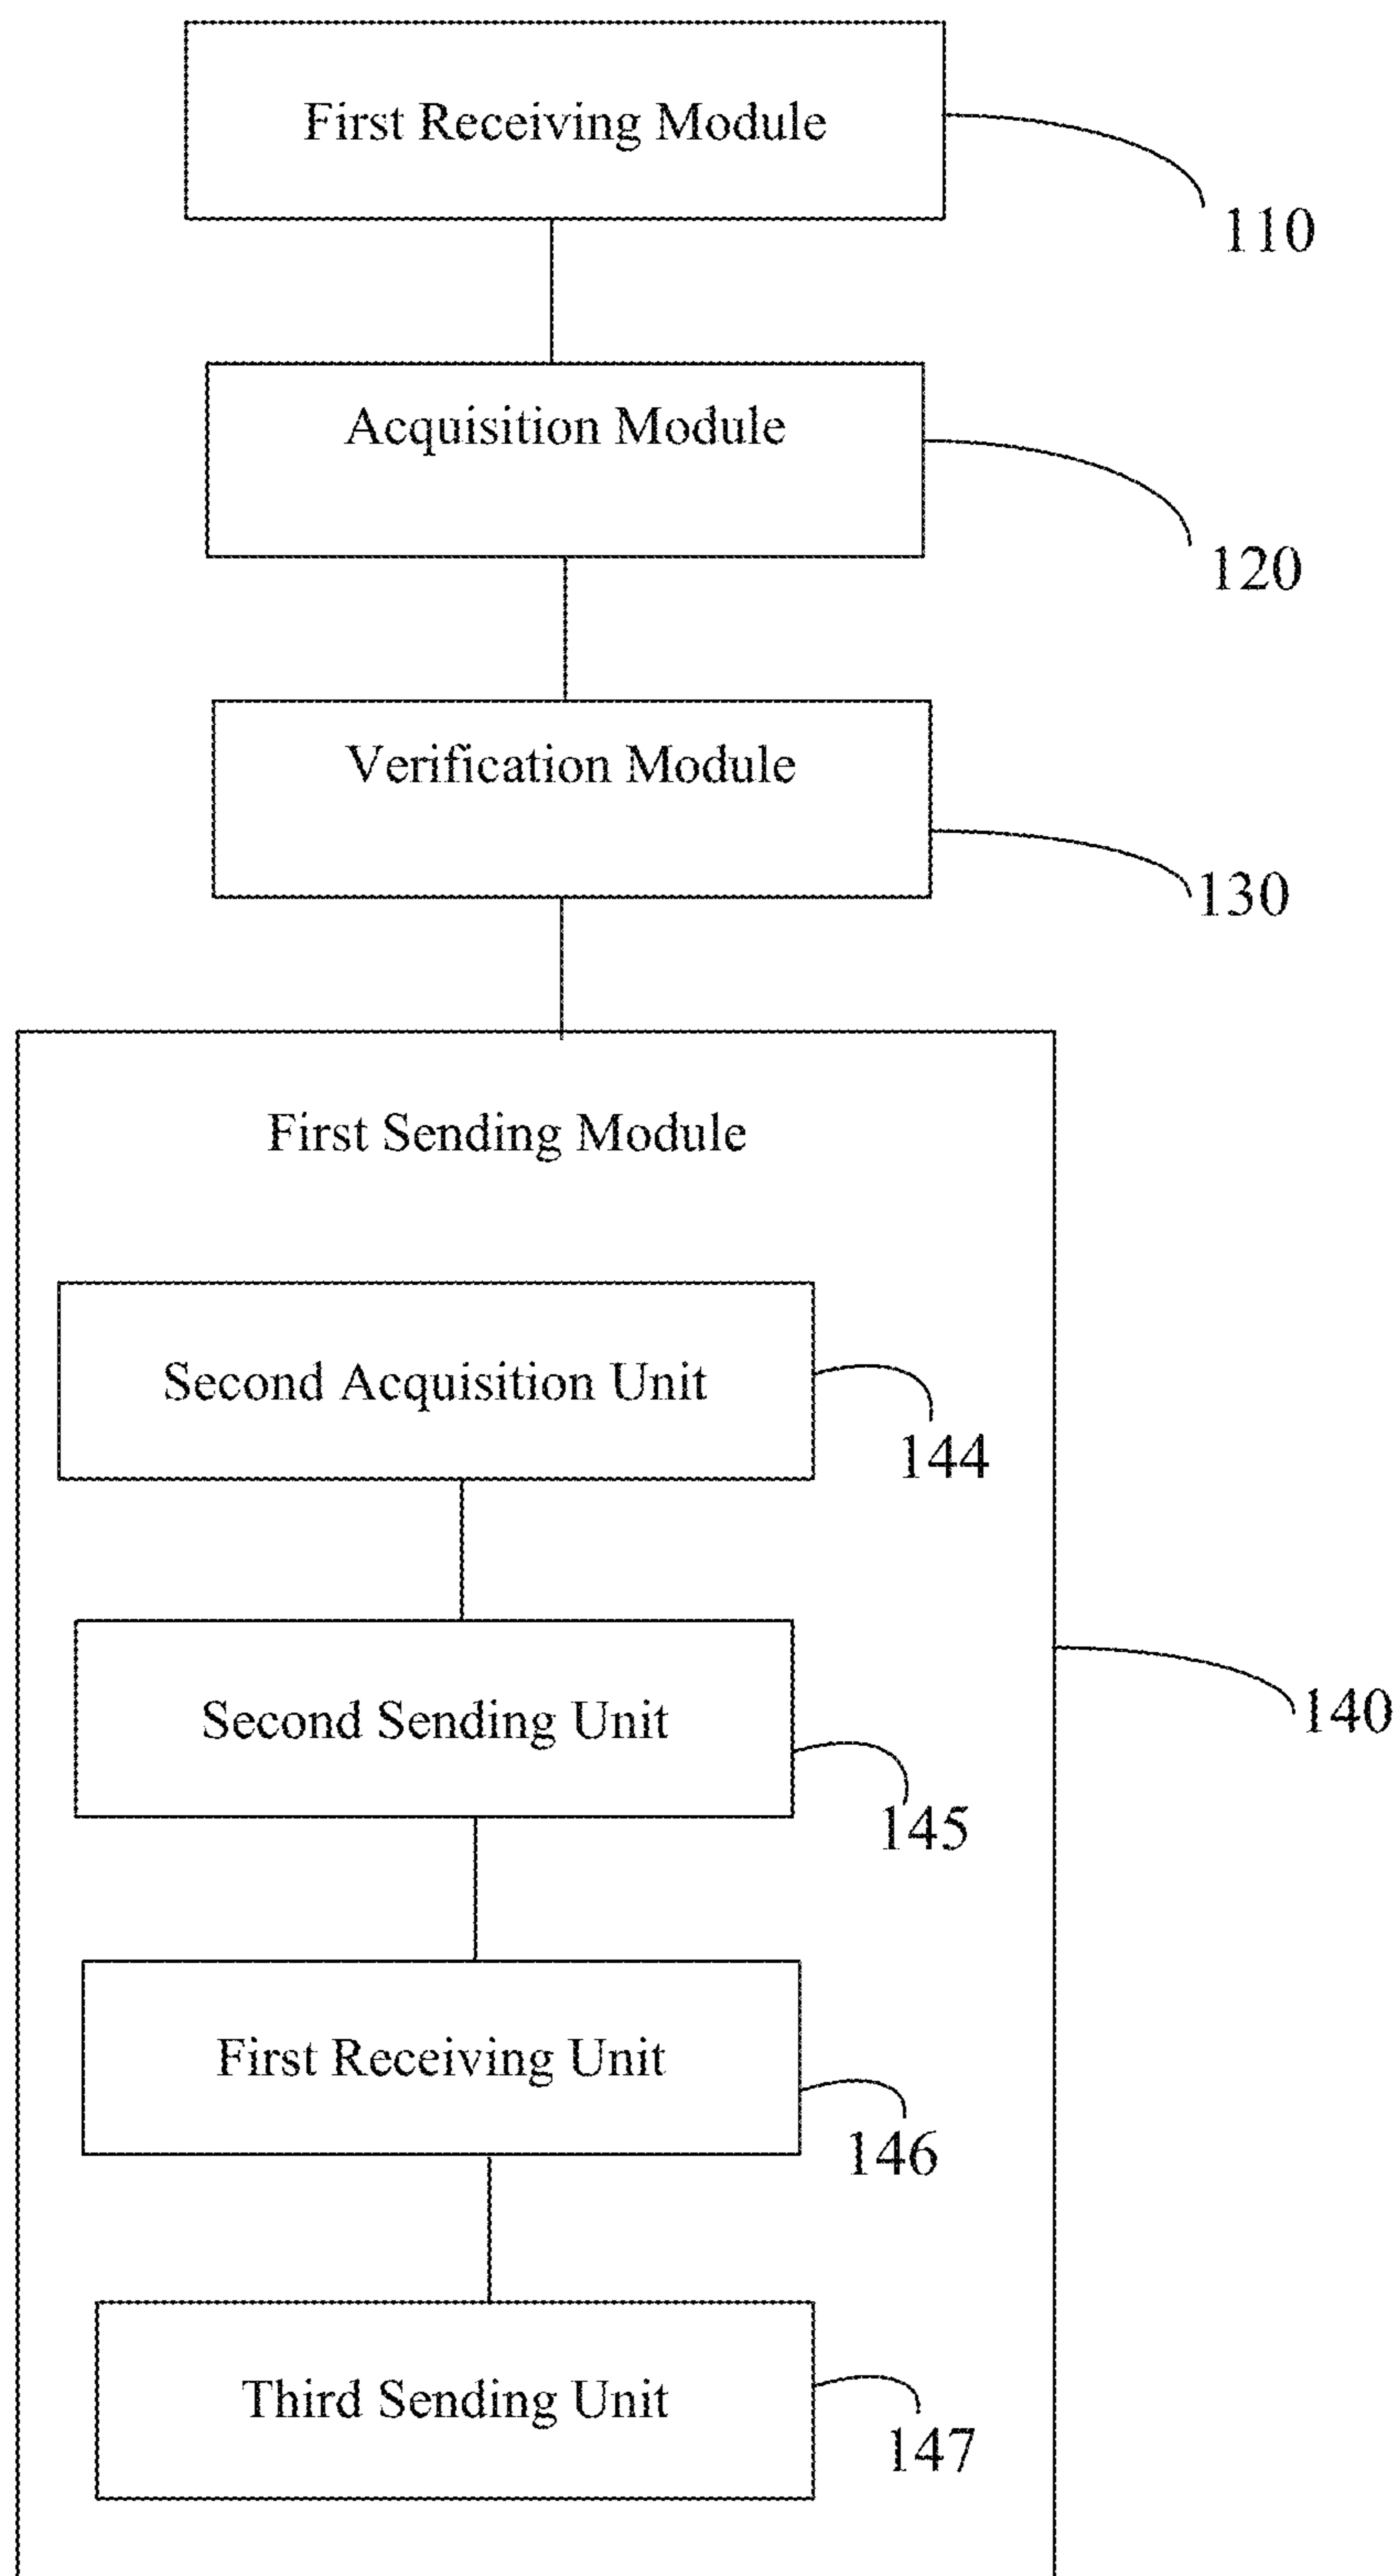 First Receiving Module
110
Acquisition Module
120
Verification Module
130
First Sending Module
Second Acquisition Unit
144
Second Sending Unit
140
145
First Receiving Unit
146
Third Sending Unit
147